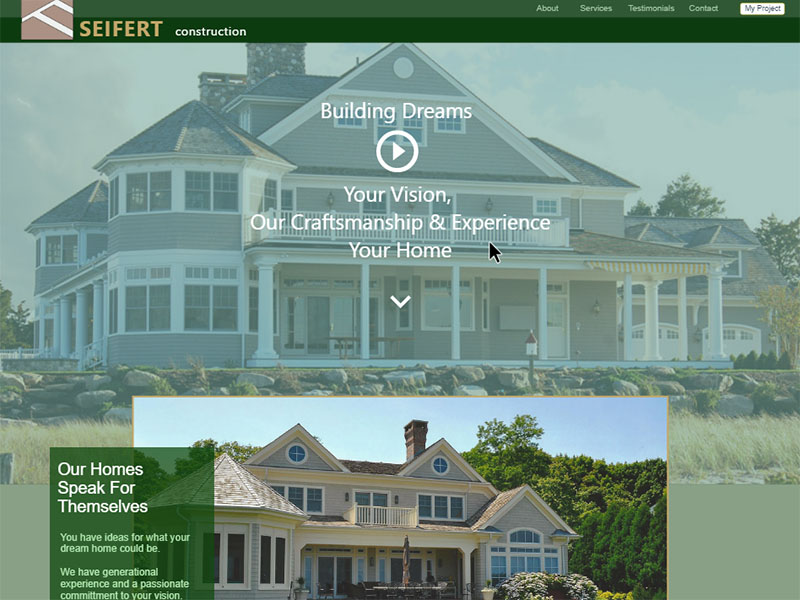 About Services Testimonials Contact My Project
SEIFERT construction
Building Dreams
Your Vision,
Our Craftsmanship & Experience
Your Home
Our Homes
Speak For
Themselves
You have ideas for what your
dream home could be.
We have generational
experience and a passionate
commitment to your vision.